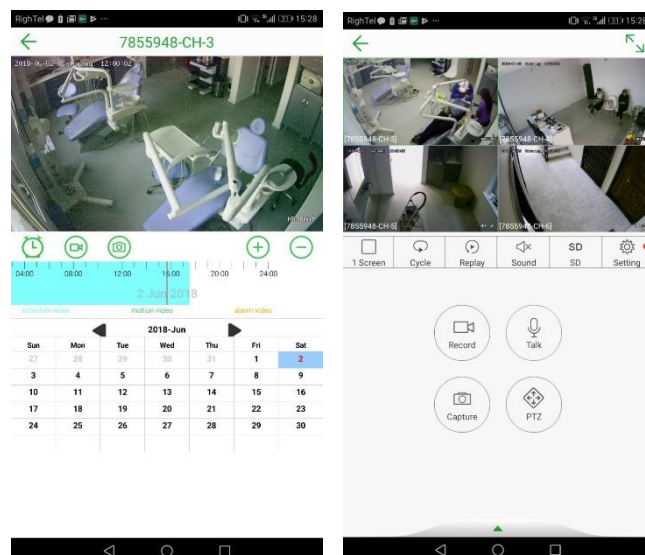 RighTel 15:28
7855948-CH-3
2018-06-02 Saturday 12:00:02
04:00 08:00 12:00 16:00 20:00 24:00
2 Jun 2018
schedule video motion video alarm video
2018-Jun
Sun Mon Tue Wed Thu Fri Sat
27 28 29 30 31 1 2
3 4 5 6 7 8 9
10 11 12 13 14 15 16
17 18 19 20 21 22 23
24 25 26 27 28 29 30
RighTel 15:28
[7855948-CH-3] [7855948-CH-4]
[7855948-CH-5] [7855948-CH-6]
SD
1 Screen Cycle Replay Sound SD Setting
Record Talk
Capture PTZ